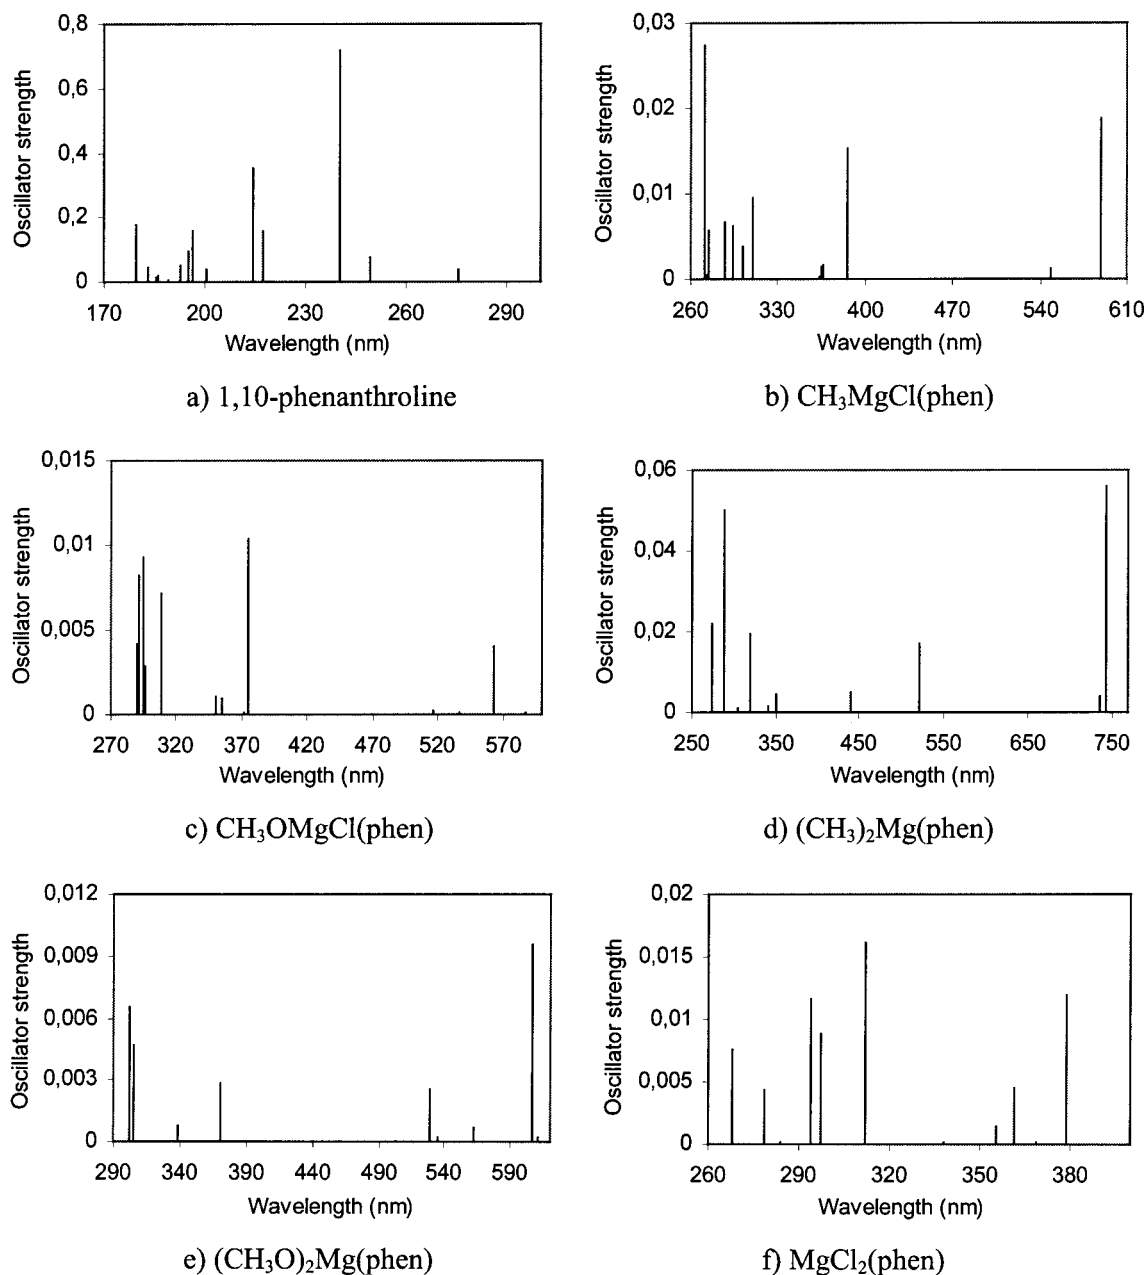 0,8
0,6
0,4
0,2
0
Oscillator strength
170 200 230 260 290
Wavelength (nm)
a) 1,10-phenanthroline
0,03
0,02
0,01
0
Oscillator strength
260 330 400 470 540 610
Wavelength (nm)
b) CH₃MgCl(phen)
0,015
0,01
0,005
0
Oscillator strength
270 320 370 420 470 520 570
Wavelength (nm)
c) CH₃OMgCl(phen)
0,06
0,04
0,02
0
Oscillator strength
250 350 450 550 650 750
Wavelength (nm)
d) (CH₃)₂Mg(phen)
0,012
0,009
0,006
0,003
0
Oscillator strength
290 340 390 440 490 540 590
Wavelength (nm)
e) (CH₃O)₂Mg(phen)
0,02
0,015
0,01
0,005
0
Oscillator strength
260 290 320 350 380
Wavelength (nm)
f) MgCl₂(phen)